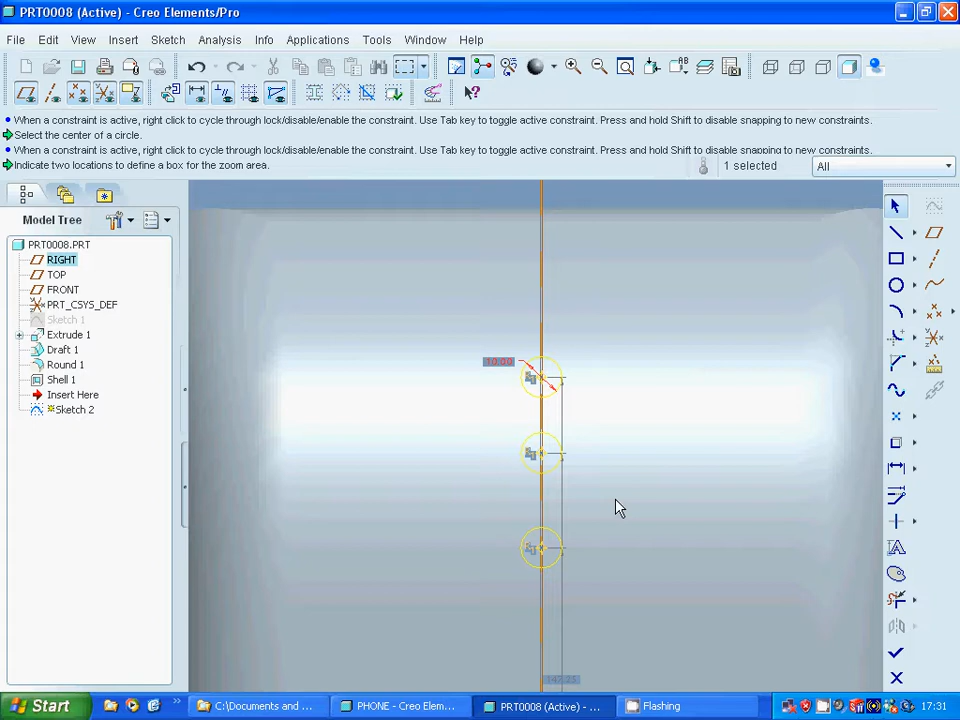 PRT0008 (Active) - Creo Elements/Pro
File Edit View Insert Sketch Analysis Info Applications Tools Window Help
When a constraint is active, right click to cycle through lock/disable/enable the constraint. Use Tab key to toggle active constraint. Press and hold Shift to disable snapping to new constraints.
Select the center of a circle.
When a constraint is active, right click to cycle through lock/disable/enable the constraint. Use Tab key to toggle active constraint. Press and hold Shift to disable snapping to new constraints.
Indicate two locations to define a box for the zoom area.
1 selected
All
Model Tree
PRT0008.PRT
RIGHT
TOP
FRONT
PRT_CSYS_DEF
Sketch 1
Extrude 1
Draft 1
Round 1
Shell 1
Insert Here
Sketch 2
10.00
147.25
Start
C:\Documents and ...
PHONE - Creo Elem...
PRT0008 (Active) - ...
Flashing
17:31